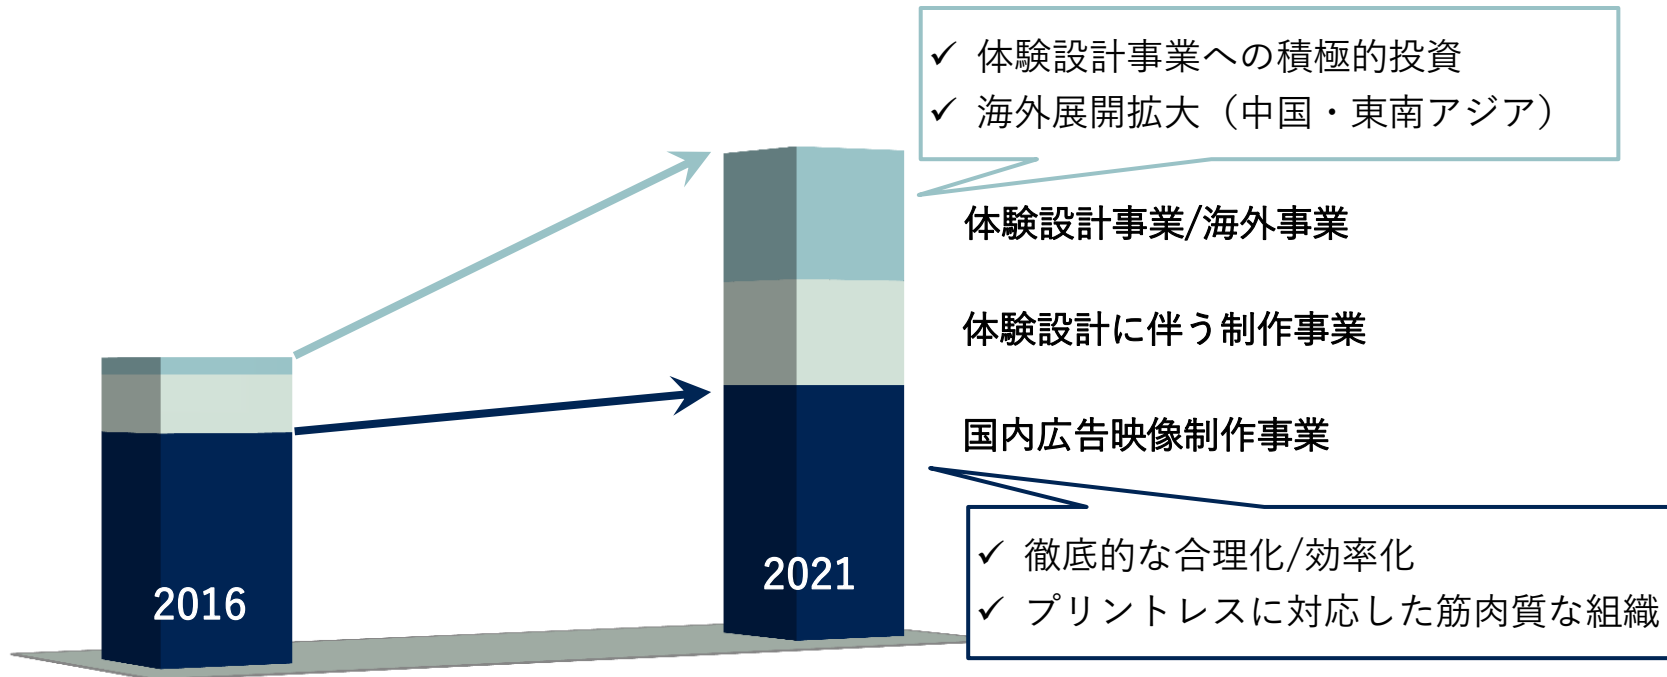 ✓ 体験設計事業への積極的投資
✓ 海外展開拡大（中国・東南アジア）
体験設計事業/海外事業
体験設計に伴う制作事業
国内広告映像制作事業
✓ 徹底的な合理化/効率化
✓ プリントレスに対応した筋肉質な組織
2016
2021